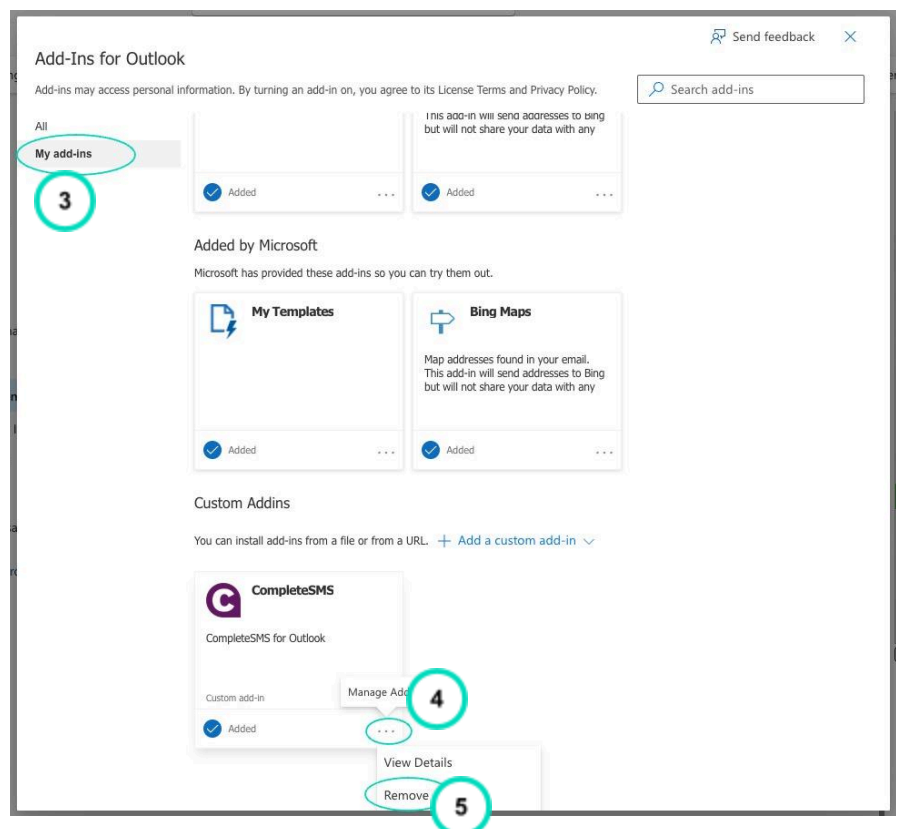 Send feedback
Add-Ins for Outlook
Add-ins may access personal information. By turning an add-in on, you agree to its License Terms and Privacy Policy.
Search add-ins
All
My add-ins
3
This add-in will send addresses to Bing
but will not share your data with any
Added
...
Added
...
Added by Microsoft
Microsoft has provided these add-ins so you can try them out.
My Templates
Bing Maps
Map addresses found in your email.
This add-in will send addresses to Bing
but will not share your data with any
Added
...
Added
...
Custom Addins
You can install add-ins from a file or from a URL. + Add a custom add-in
C
CompleteSMS
CompleteSMS for Outlook
Custom add-in
Manage Add
4
Added
...
View Details
Remove
5